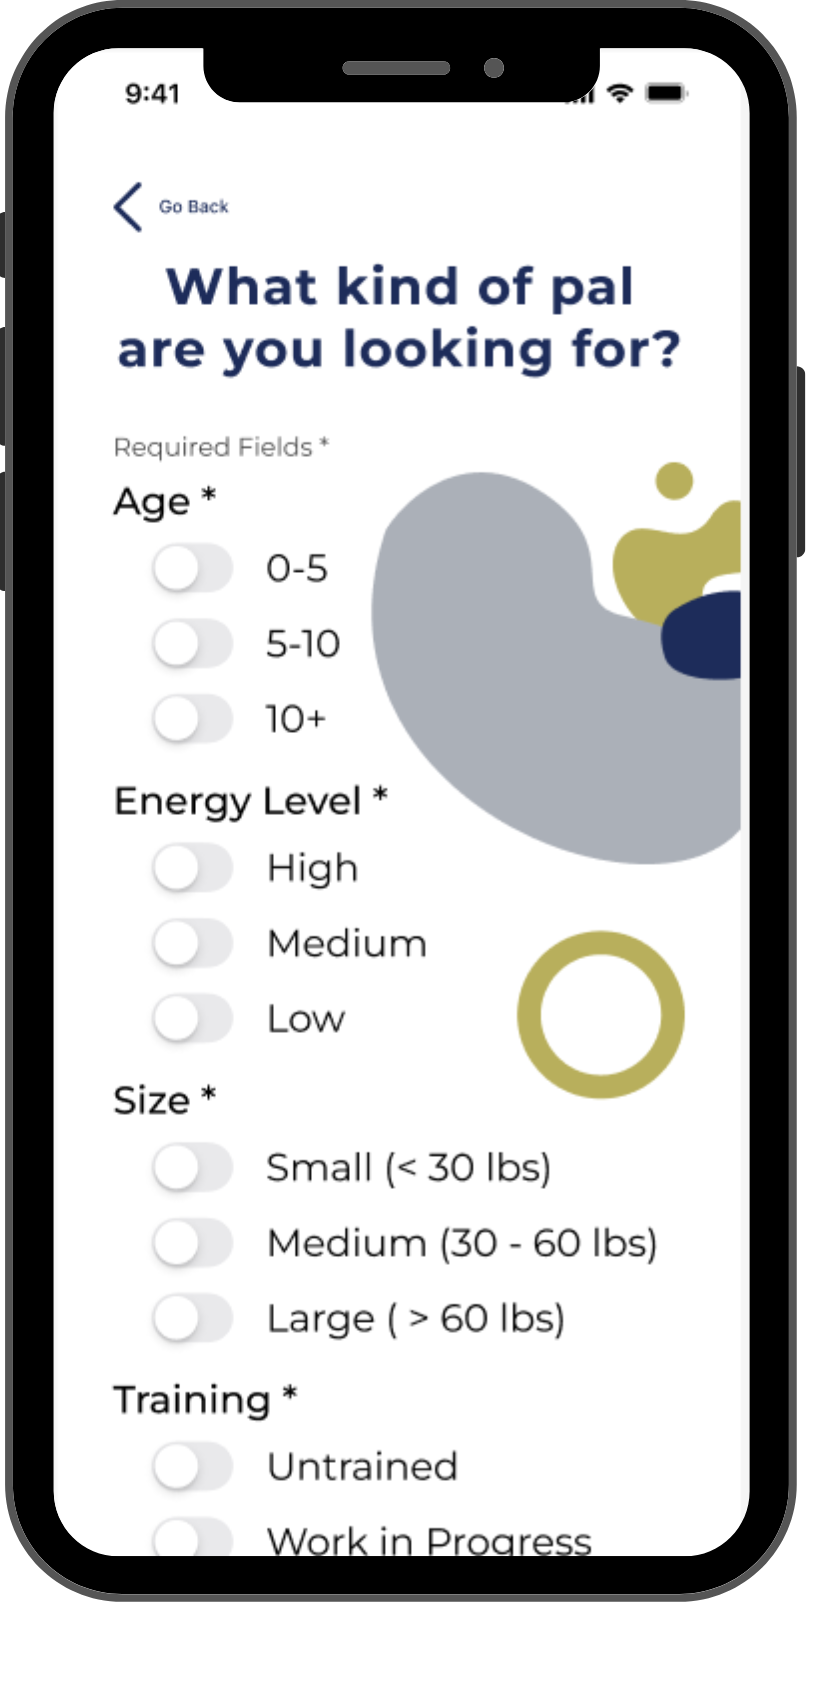 9:41
Go Back
What kind of pal
are you looking for?
Required Fields *
Age *
0-5
5-10
10+
Energy Level *
High
Medium
Low
Size *
Small (< 30 lbs)
Medium (30 - 60 lbs)
Large ( > 60 lbs)
Training *
Untrained
Work in Progress